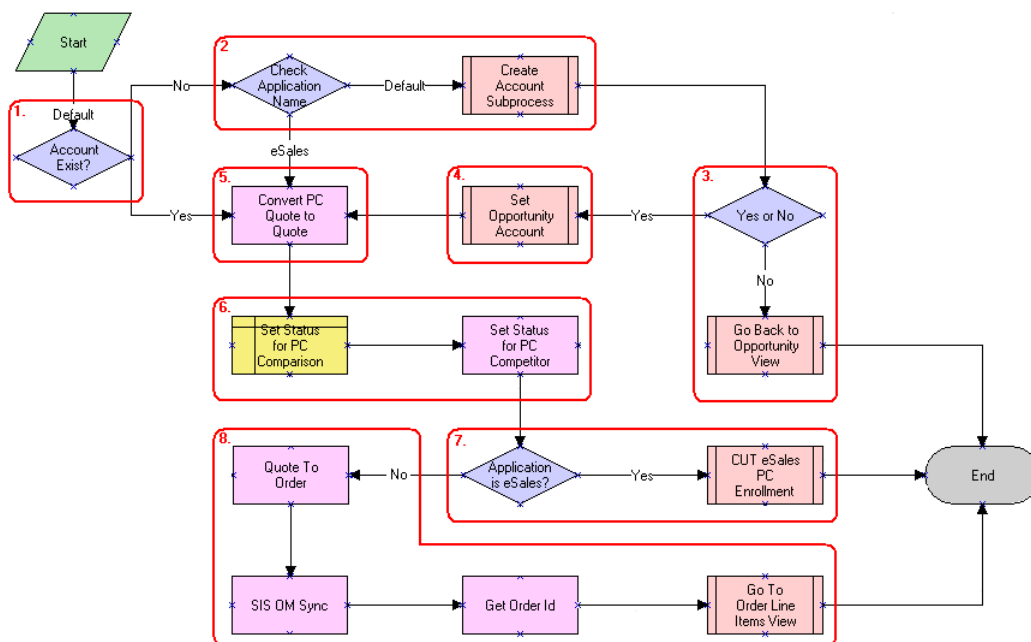 Start
1.
Default
Account
Exist?
No
Yes
2
Check
Application
Name
Default
Create
Account
Subprocess
eSales
5.
Convert PC
Quote to
Quote
4.
Set
Opportunity
Account
Yes
3.
Yes or No
No
Go Back to
Opportunity
View
6.
Set Status
for PC
Comparison
Set Status
for PC
Competitor
7.
Application
is eSales?
Yes
CUT eSales
PC
Enrollment
End
8.
No
Quote To
Order
SIS OM Sync
Get Order Id
Go To
Order Line
Items View